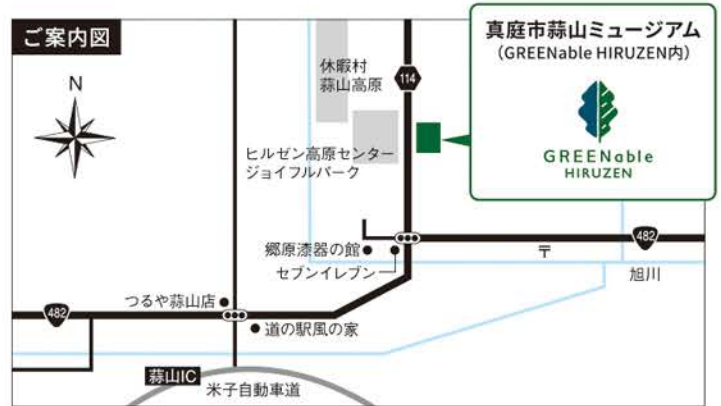 ご案内図
N
休暇村
蒜山高原
114
真庭市蒜山ミュージアム
（GREENable HIRUZEN内）
GREENable
HIRUZEN
ヒルゼン高原センター
ジョイフルパーク
郷原漆器の館
セブンイレブン
482
〒
旭川
つるや蒜山店
482
道の駅風の家
蒜山IC
米子自動車道